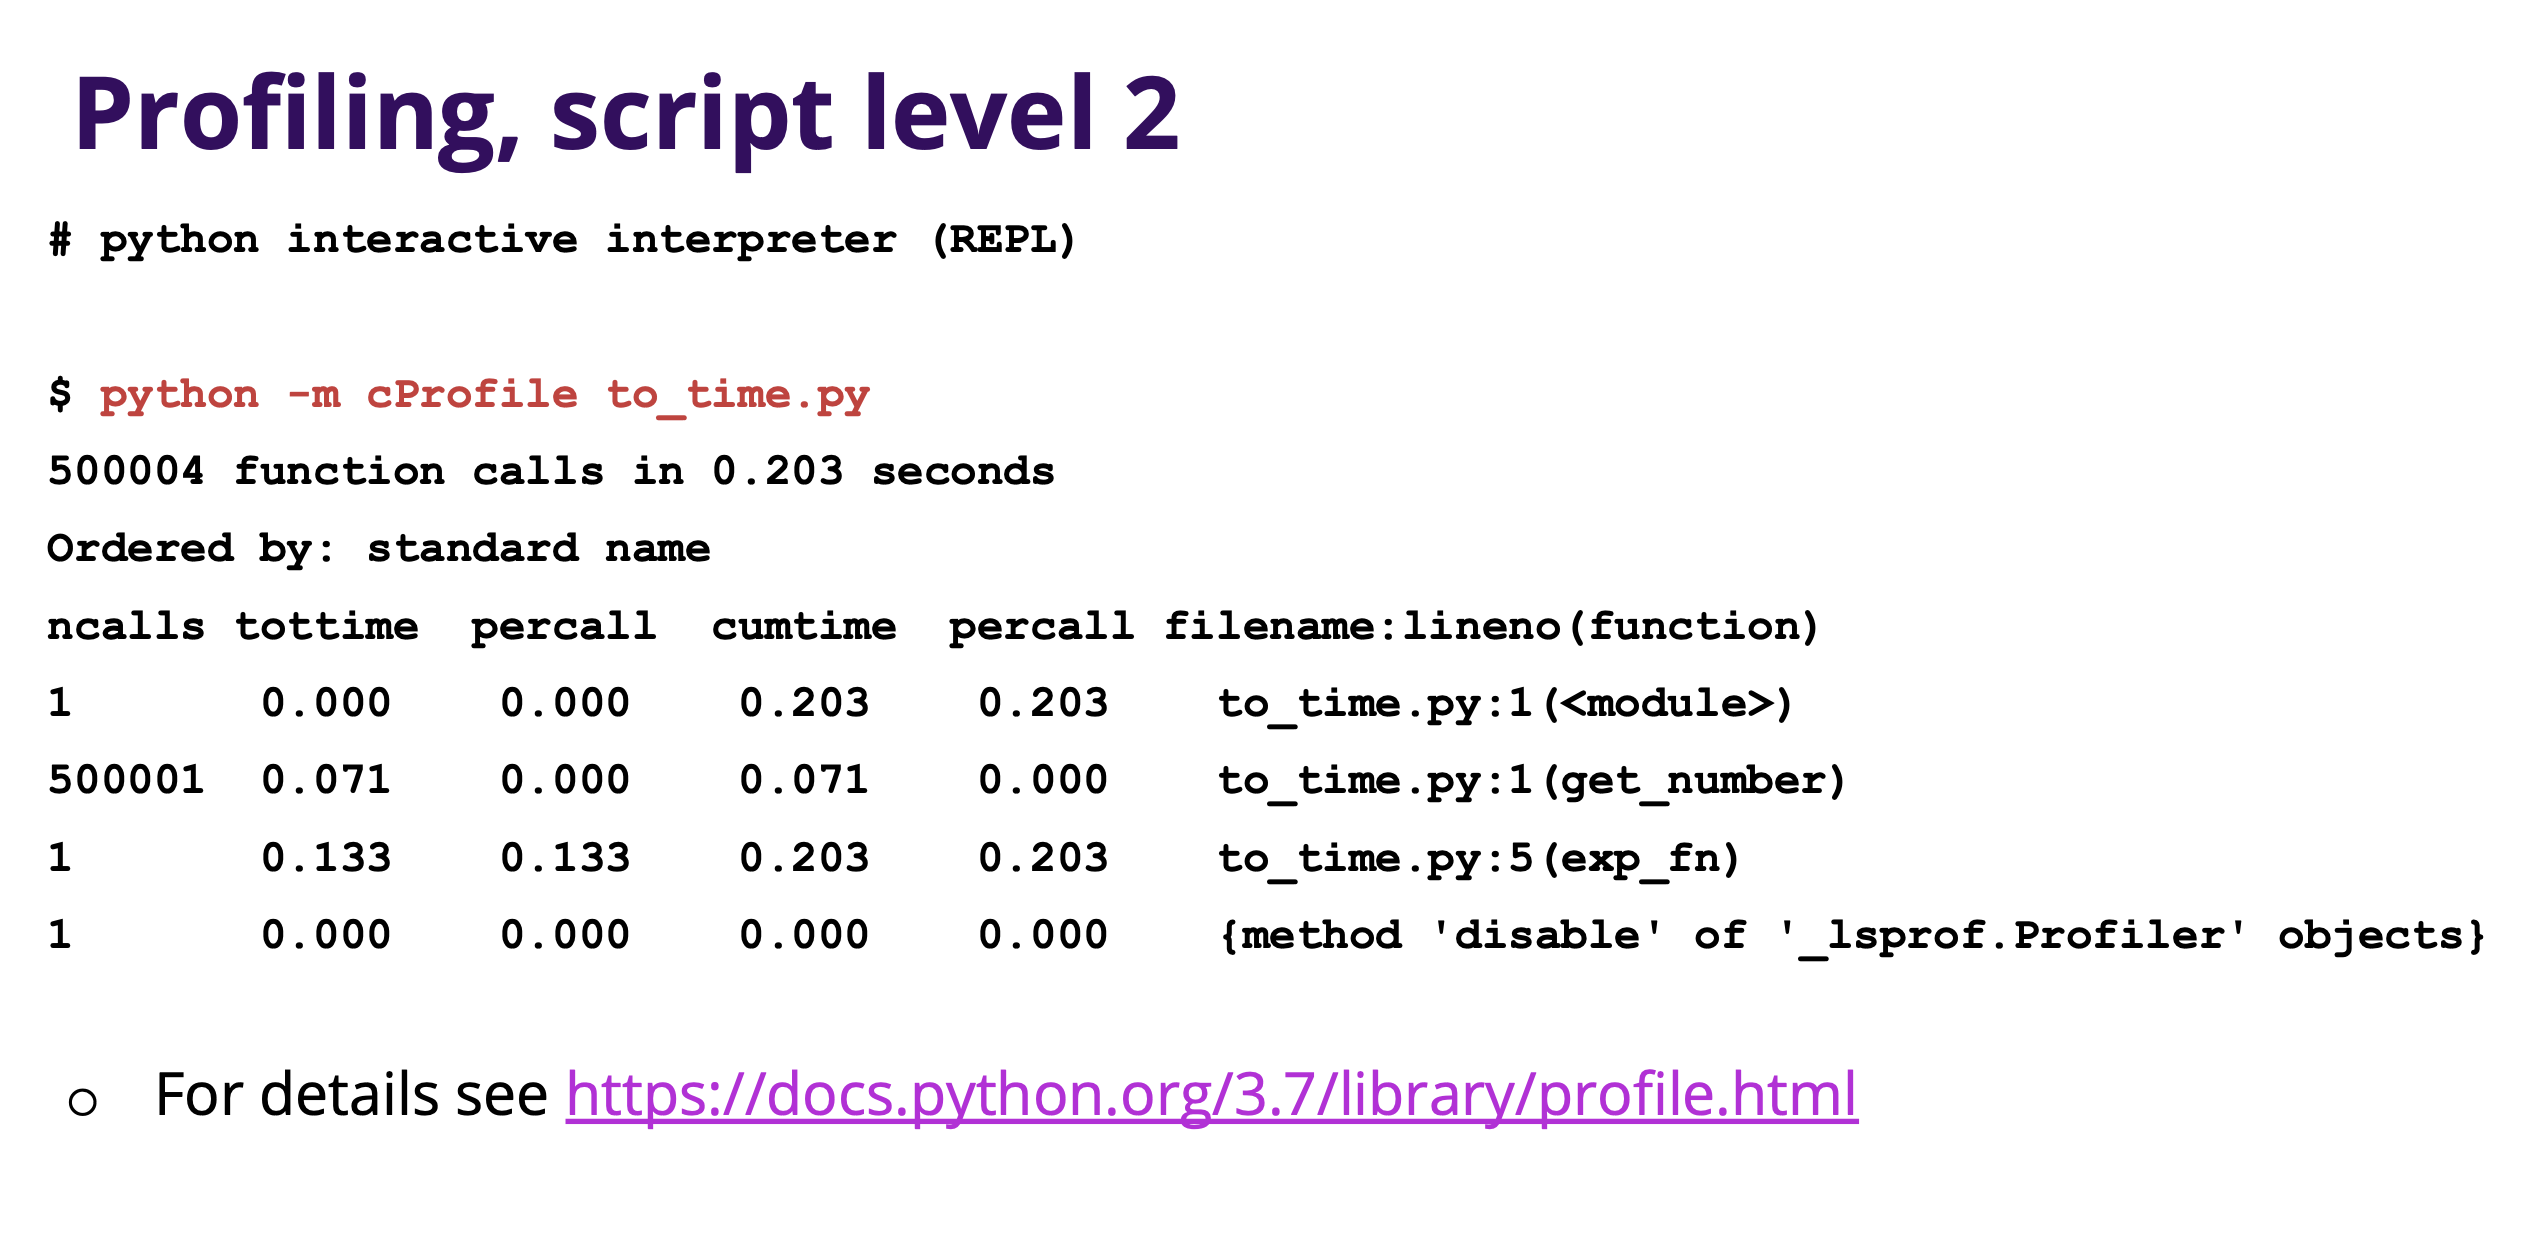 Profiling, script level 2
# python interactive interpreter (REPL)
$ python -m cProfile to_time.py
500004 function calls in 0.203 seconds
Ordered by: standard name
ncalls tottime  percall  cumtime  percall filename:lineno(function)
1       0.000    0.000    0.203    0.203    to_time.py:1(<module>)
500001  0.071    0.000    0.071    0.000    to_time.py:1(get_number)
1       0.133    0.133    0.203    0.203    to_time.py:5(exp_fn)
1       0.000    0.000    0.000    0.000    {method 'disable' of '_lsprof.Profiler' objects}
○ For details see https://docs.python.org/3.7/library/profile.html